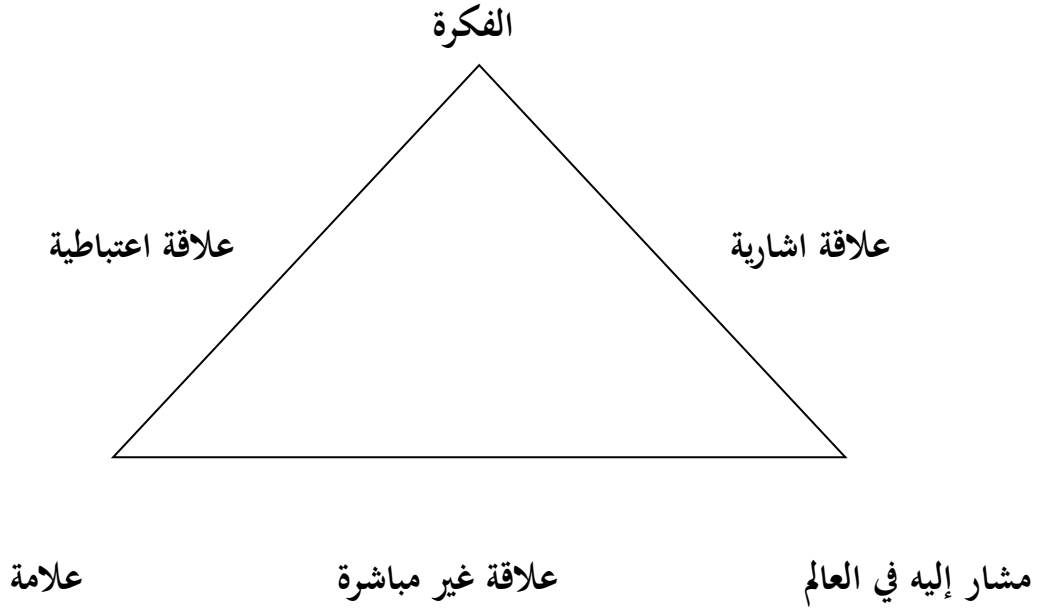 الفكرة
علاقة اشارية
علاقة اعتباطية
مشار إليه في العالم
علاقة غير مباشرة
علامة